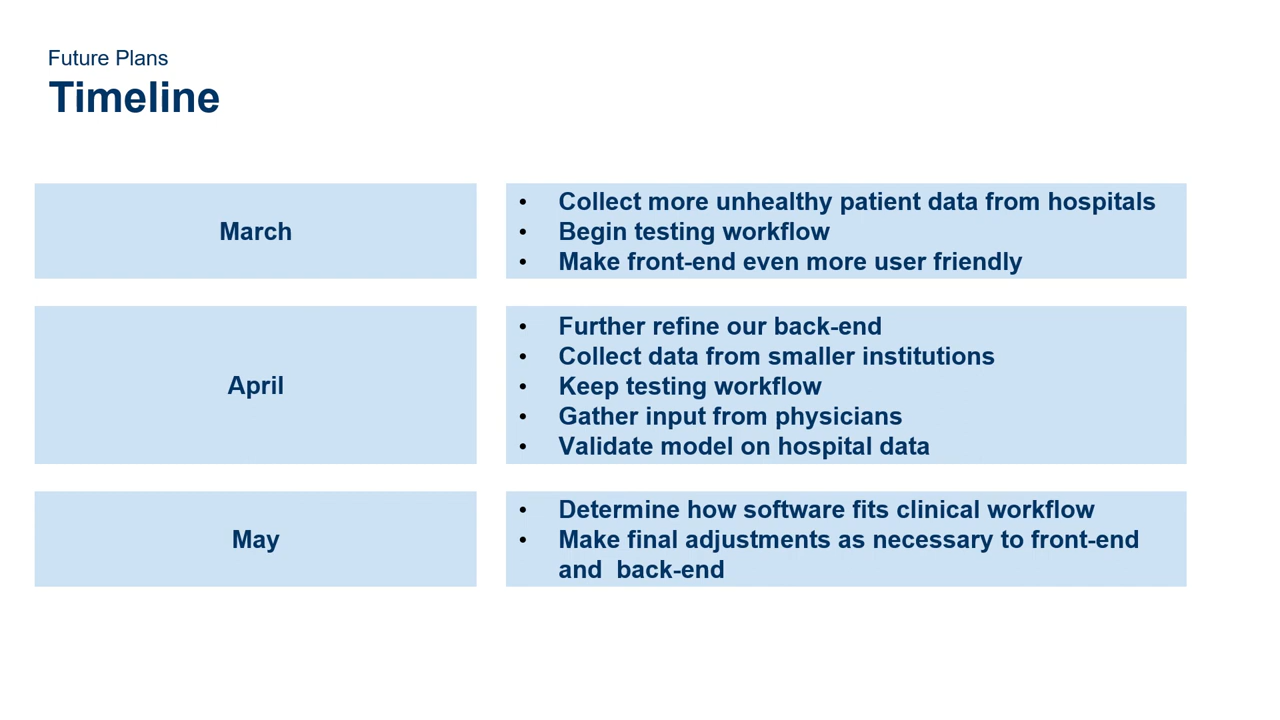 Future Plans
Timeline
March
• Collect more unhealthy patient data from hospitals
• Begin testing workflow
• Make front-end even more user friendly
April
• Further refine our back-end
• Collect data from smaller institutions
• Keep testing workflow
• Gather input from physicians
• Validate model on hospital data
May
• Determine how software fits clinical workflow
• Make final adjustments as necessary to front-end
and  back-end